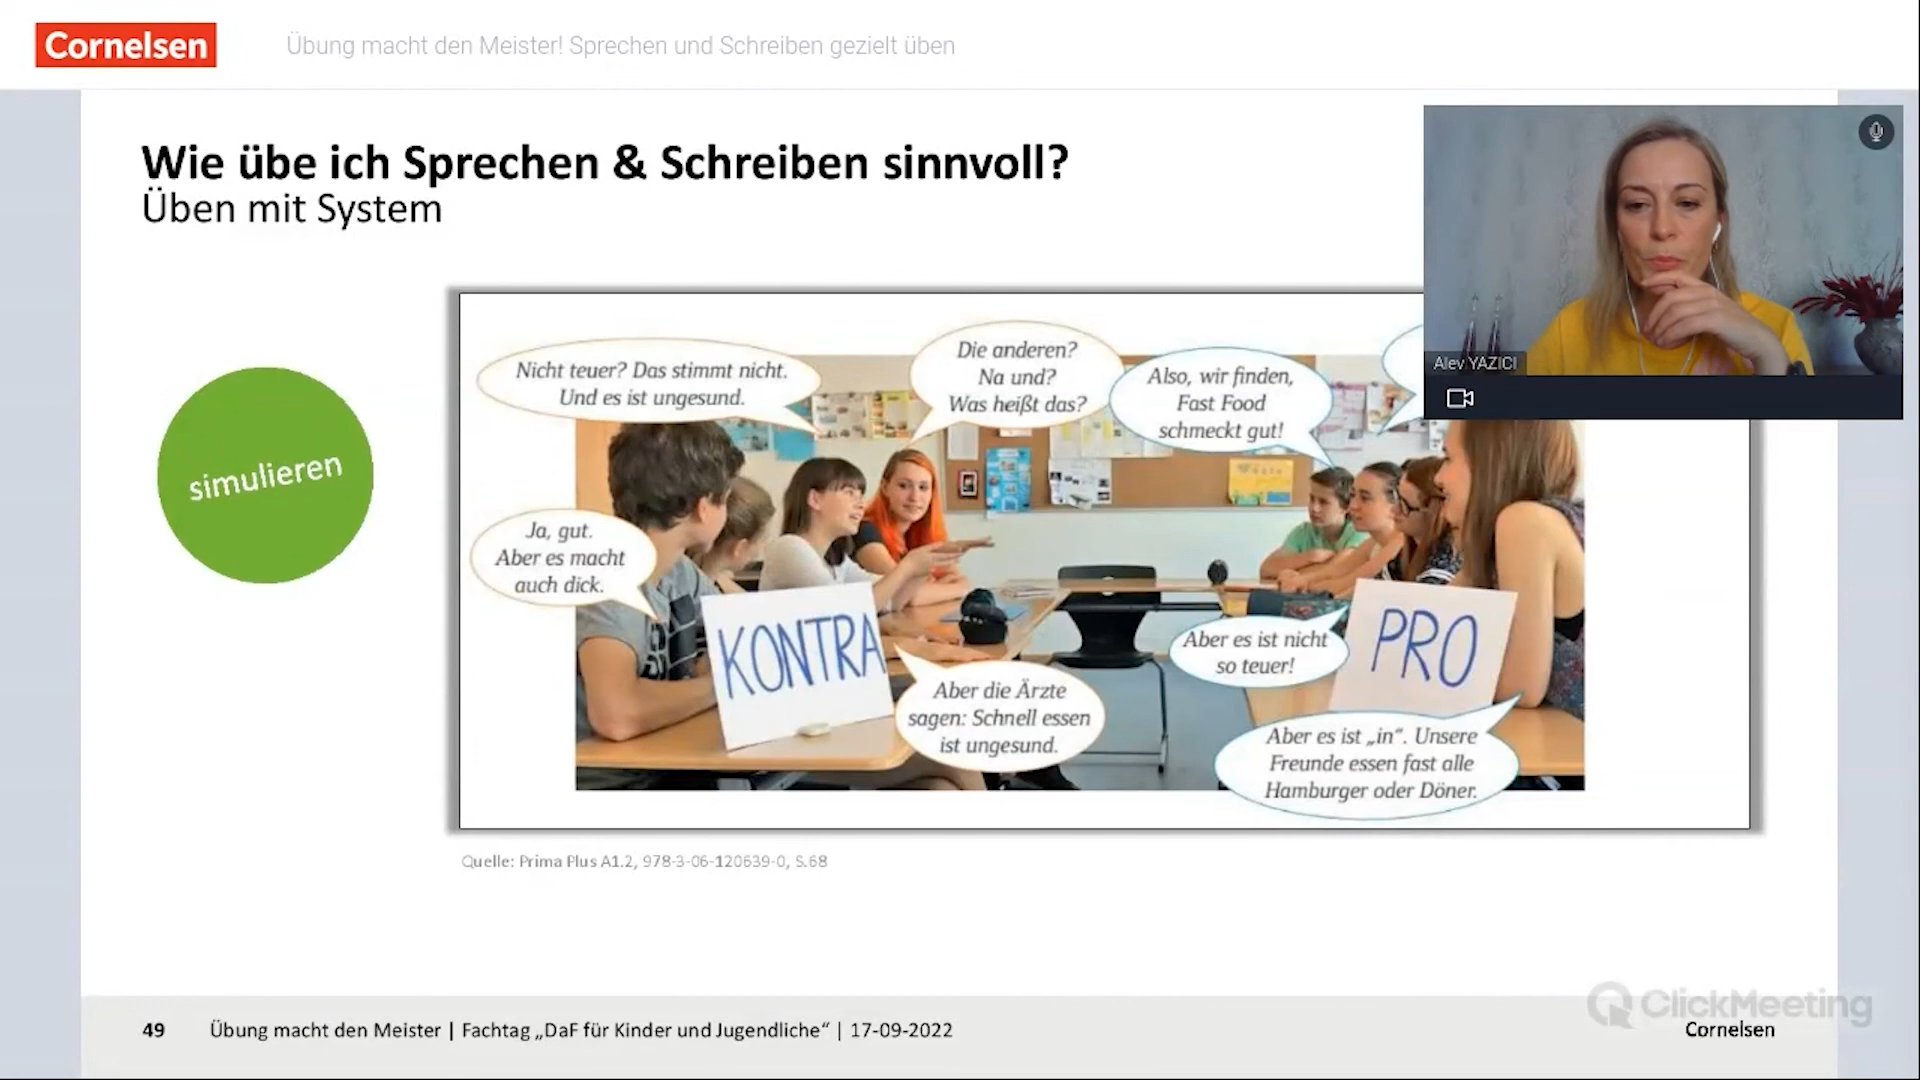 Cornelsen
Übung macht den Meister! Sprechen und Schreiben gezielt üben
Wie übe ich Sprechen & Schreiben sinnvoll?
Üben mit System
Alev YAZICI
simulieren
Nicht teuer? Das stimmt nicht.
Und es ist ungesund.
Die anderen?
Na und?
Was heißt das?
Also, wir finden,
Fast Food
schmeckt gut!
Ja, gut.
Aber es macht
auch dick.
KONTRA
PRO
Aber die Ärzte
sagen: Schnell essen
ist ungesund.
Aber es ist nicht
so teuer!
Aber es ist „in“. Unsere
Freunde essen fast alle
Hamburger oder Döner.
Quelle: Prima Plus A1.2, 978-3-06-120639-0, S.68
ClickMeeting
49 Übung macht den Meister | Fachtag „DaF für Kinder und Jugendliche“ | 17-09-2022
Cornelsen